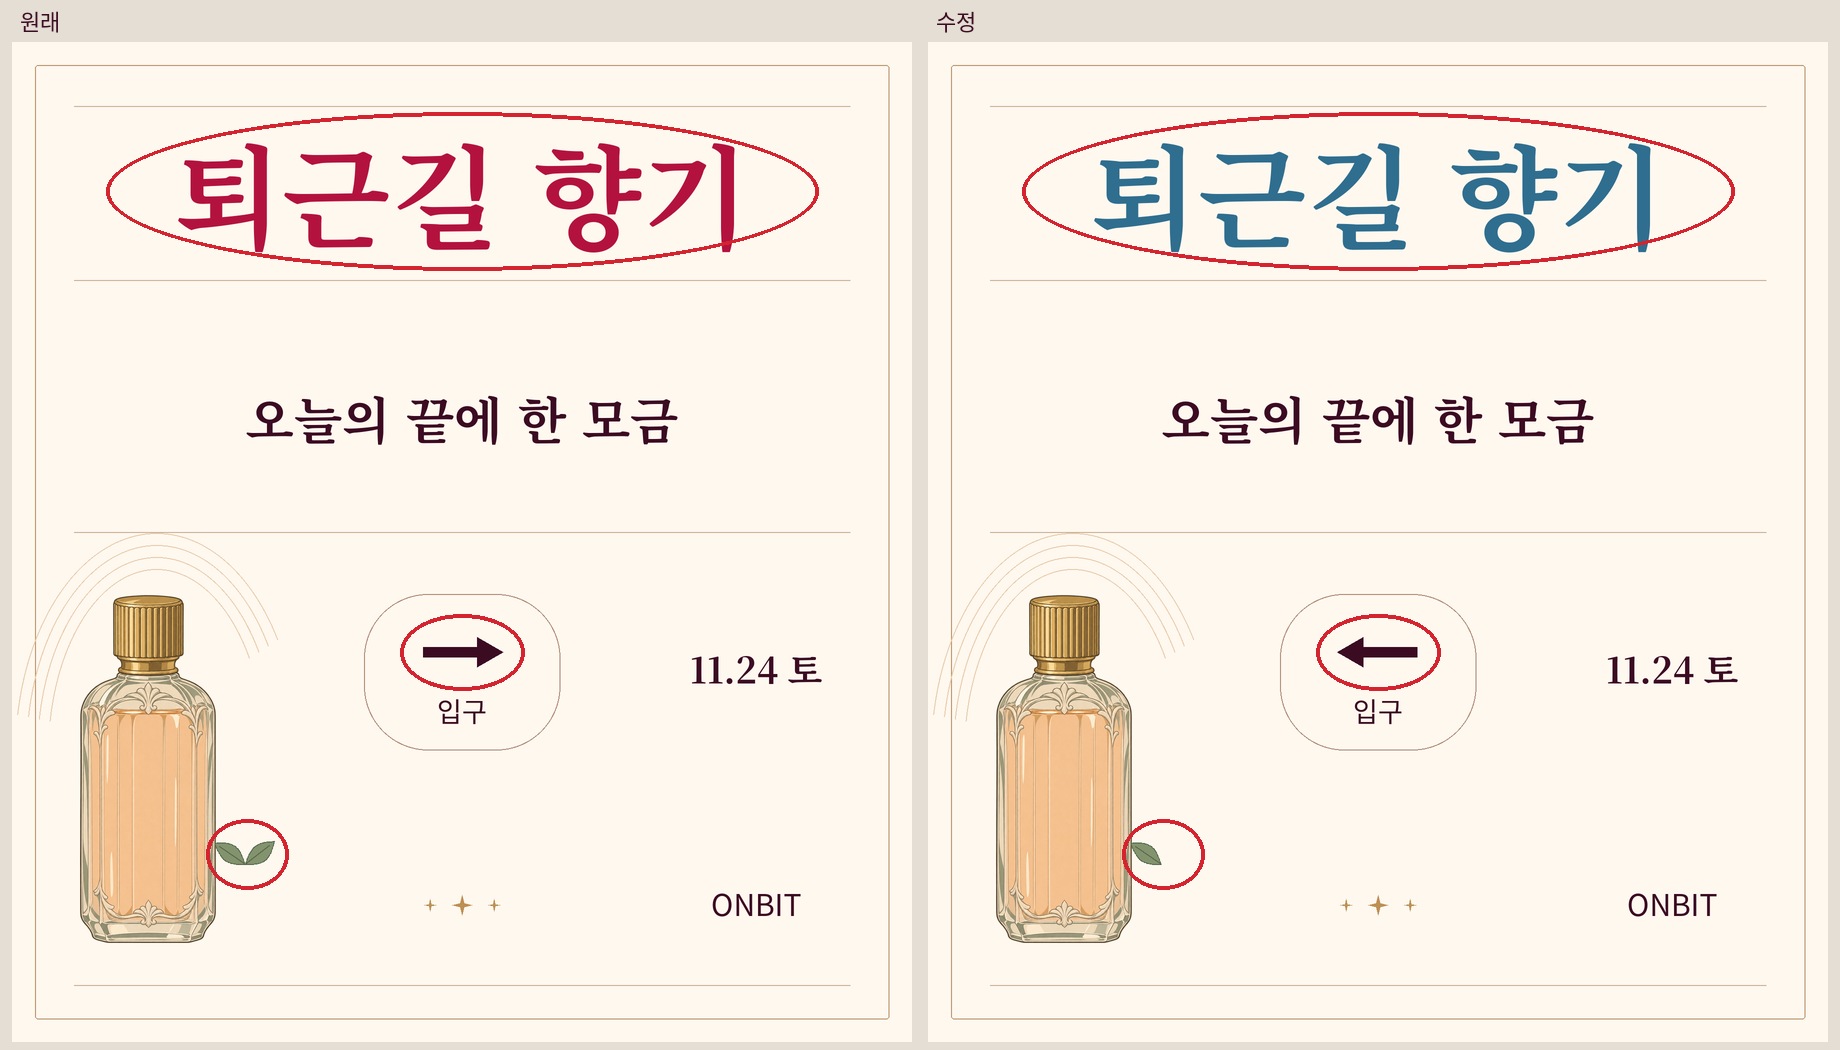 원래
퇴근길 향기
오늘의 끝에 한 모금
입구
11.24 토
ONBIT
수정
퇴근길 향기
오늘의 끝에 한 모금
입구
11.24 토
ONBIT